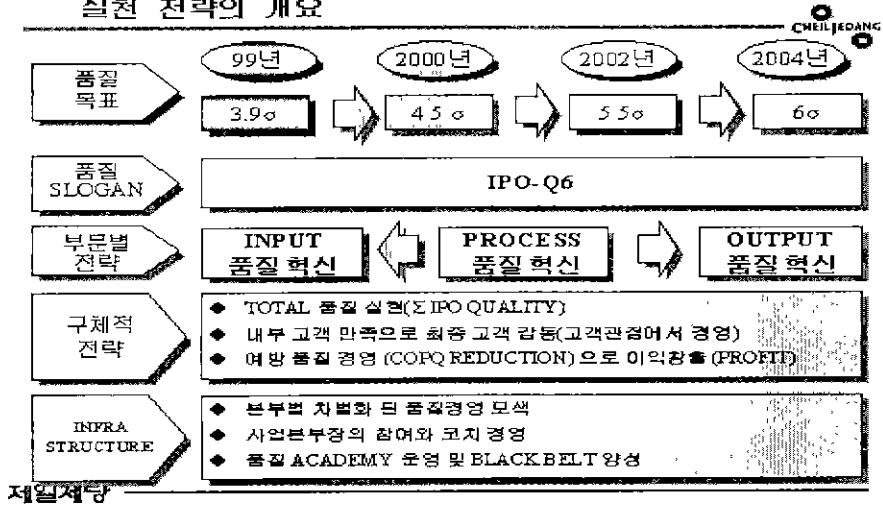 실천 전략의 개요
CHEIL JEDANG
품질
목표
99년
2000년
2002년
2004년
3.9σ
4 5 σ
5 5σ
6σ
품질
SLOGAN
IPO-Q6
부문별
전략
INPUT
품질 혁신
PROCESS
품질 혁신
OUTPUT
품질 혁신
구체적
전략
◆ TOTAL 품질 실현(Σ IPO QUALITY)
◆ 내부 고객 만족으로 최종 고객 감동(고객관점에서 경영)
◆ 예방 품질 경영 (COPQ REDUCTION) 으로 이익창출 (PROFIT)
INFRA
STRUCTURE
◆ 본부별 차별화 된 품질경영 모색
◆ 사업본부장의 참여와 코치 경영
◆ 품질 ACADEMY 운영 및 BLACK BELT 양성
제일제당